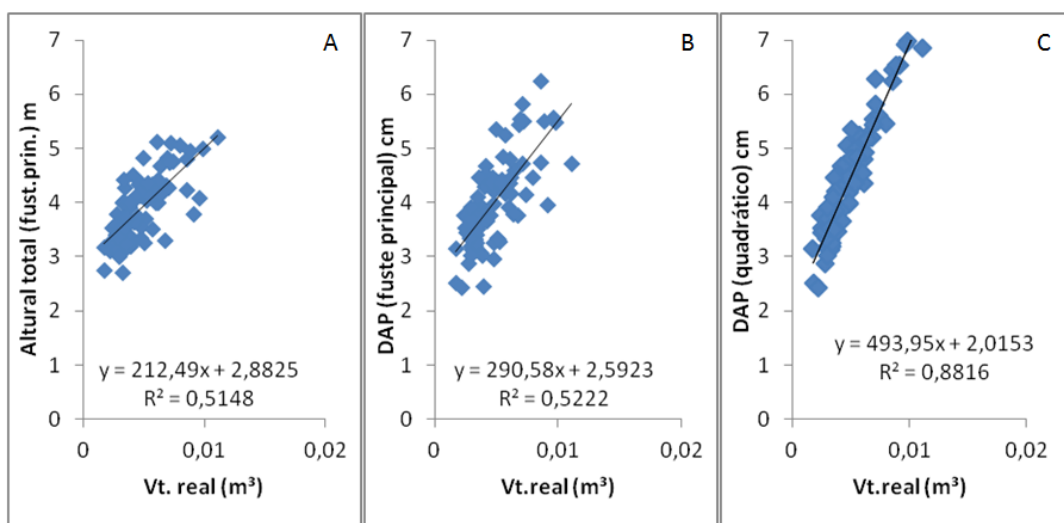 A
Altural total (fust.prin.) m
7
6
5
4
3
2
1
0
y = 212,49x + 2,8825
R² = 0,5148
0
0,01
0,02
Vt. real (m³)
B
DAP (fuste principal) cm
7
6
5
4
3
2
1
0
y = 290,58x + 2,5923
R² = 0,5222
0
0,01
0,02
Vt.real (m³)
C
DAP (quadrático) cm
7
6
5
4
3
2
1
0
y = 493,95x + 2,0153
R² = 0,8816
0
0,01
0,02
Vt.real (m³)